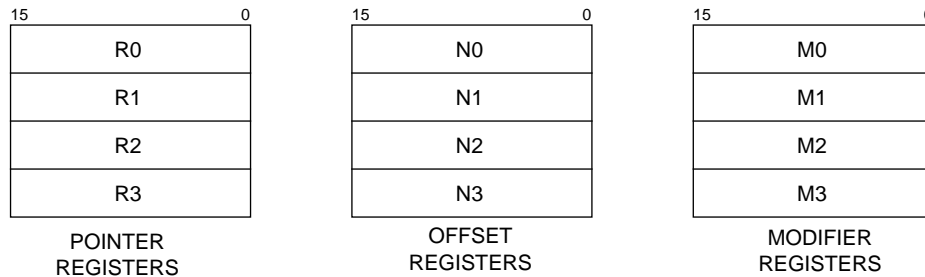 15 0 15 0 15
R0 N0 M0
R1 N1 M1
R2 N2 M2
R3 N3 M3
POINTER
REGISTERS
OFFSET
REGISTERS
MODIFIER
REGISTERS